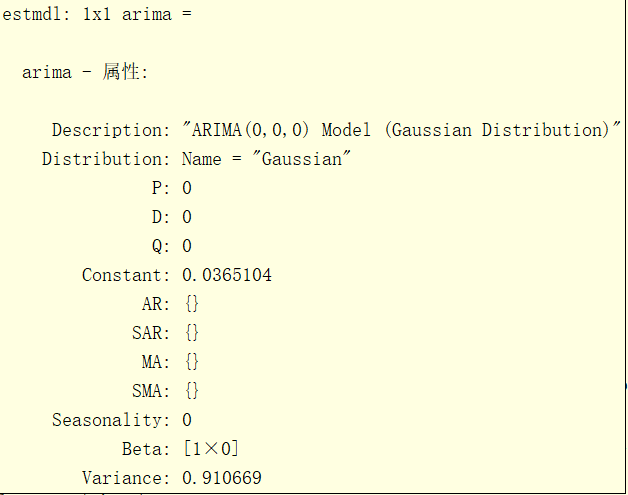 estmdl: 1x1 arima =
arima - 属性:
Description: "ARIMA(0,0,0) Model (Gaussian Distribution)"
Distribution: Name = "Gaussian"
P: 0
D: 0
Q: 0
Constant: 0.0365104
AR: {}
SAR: {}
MA: {}
SMA: {}
Seasonality: 0
Beta: [1×0]
Variance: 0.910669